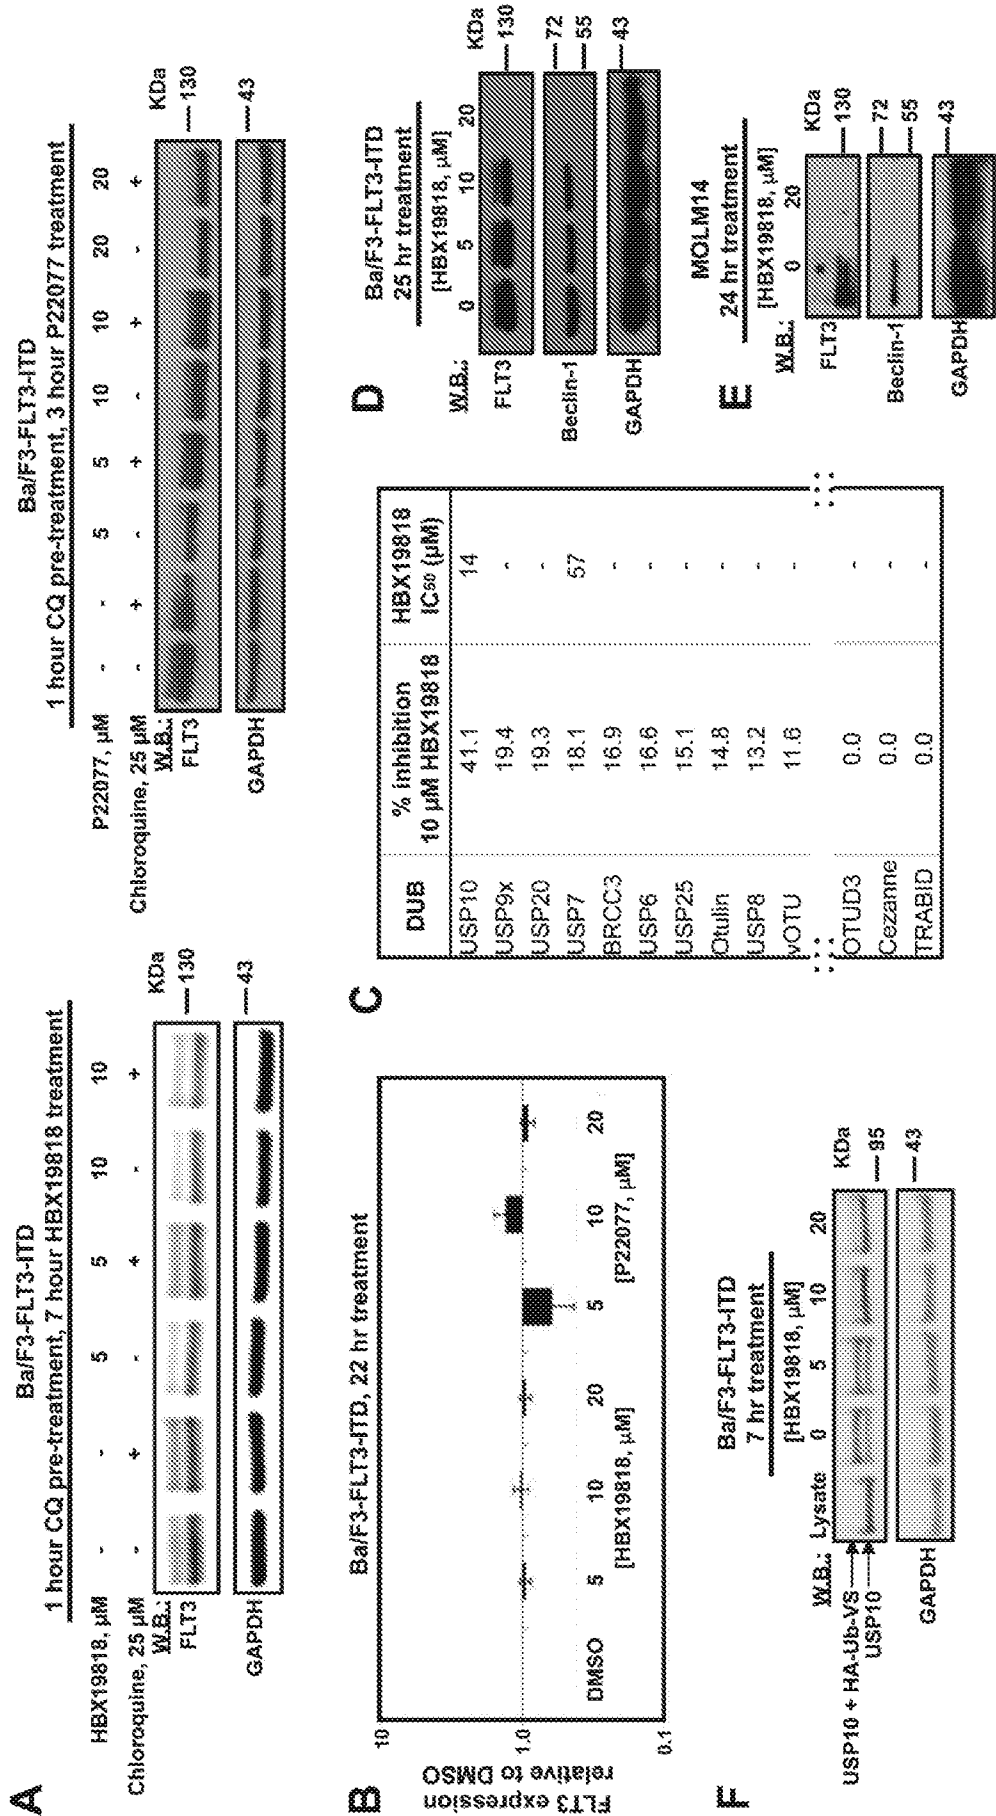 A
Ba/F3-FLT3-ITD
1 hour CQ pre-treatment, 7 hour HBX19818 treatment
HBX19818, µM - - 5 5 10 10
Chloroquine, 25 µM - + - + - +
W.B.: KDa
FLT3 130
GAPDH 43
Ba/F3-FLT3-ITD
1 hour CQ pre-treatment, 3 hour P22077 treatment
P22077, µM - - 5 5 10 10 20 20
Chloroquine, 25 µM - + - + - + - +
W.B.: KDa
FLT3 130
GAPDH 43
B
Ba/F3-FLT3-ITD, 22 hr treatment
FLT3 expression
relative to DMSO
10
1.0
0.1
DMSO 5 10 20 5 10 20
[HBX19818, µM] [P22077, µM]
C
DUB % inhibition HBX19818
10 µM HBX19818 IC50 (µM)
USP10 41.1 14
USP9x 19.4 -
USP20 19.3 -
USP7 18.1 57
BRCC3 16.9 -
USP6 16.6 -
USP25 15.1 -
Otulin 14.8 -
USP8 13.2 -
vOTU 11.6 -
OTUD3 0.0 -
Cezanne 0.0 -
TRABID 0.0 -
D
Ba/F3-FLT3-ITD
25 hr treatment
[HBX19818, µM]
W.B.: 0 5 10 20 KDa
FLT3 130
Beclin-1 72
55
GAPDH 43
E
MOLM14
24 hr treatment
[HBX19818, µM]
W.B.: 0 20 KDa
FLT3 * 130
Beclin-1 72
55
GAPDH 43
F
Ba/F3-FLT3-ITD
7 hr treatment
[HBX19818, µM]
W.B.: Lysate 0 5 10 20 KDa
USP10 + HA-Ub-VS
USP10 95
GAPDH 43